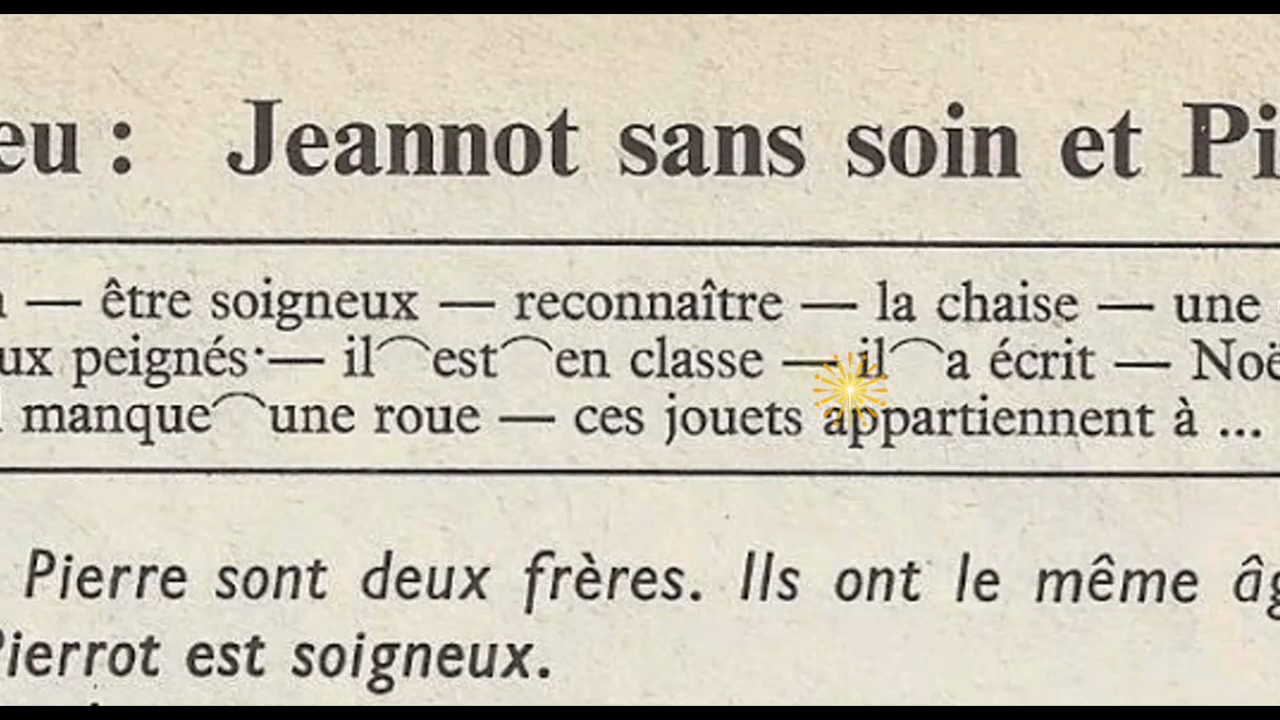 eu : Jeannot sans soin et Pi
— être soigneux — reconnaître — la chaise — une
ux peignés — il‿est‿en classe — il‿a écrit — Noë
manque‿une roue — ces jouets appartiennent à ...
Pierre sont deux frères. Ils ont le même âg
Pierrot est soigneux.